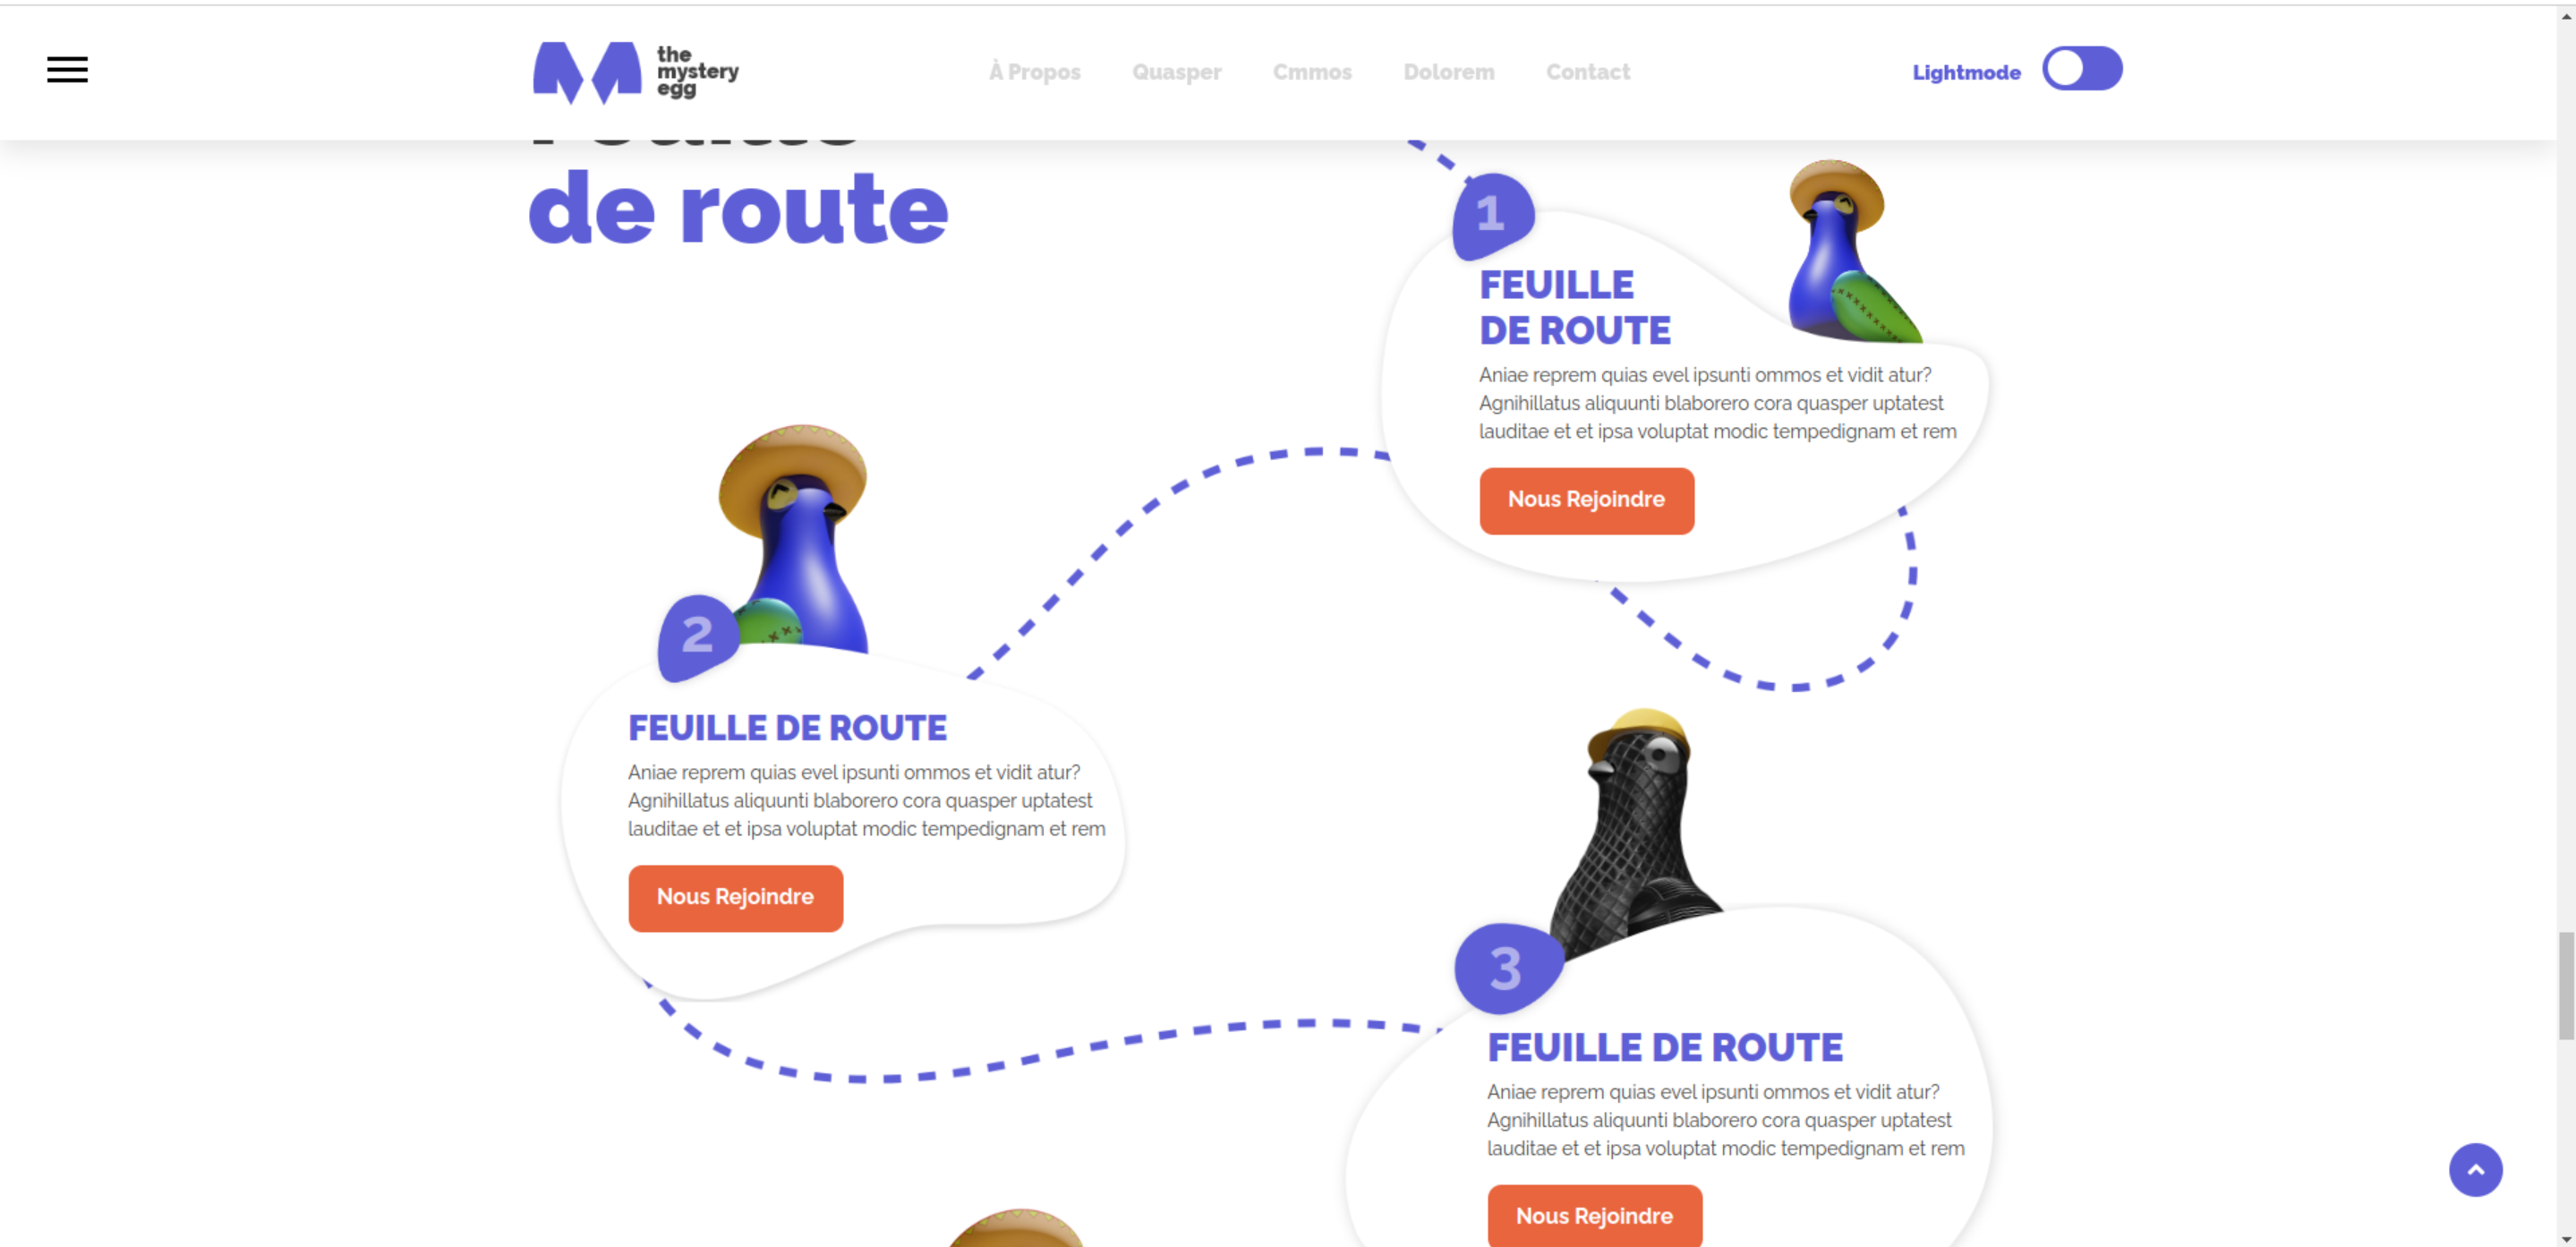 the
mystery
egg
À Propos
Quasper
Cmmos
Dolorem
Contact
Lightmode
de route
1
FEUILLE
DE ROUTE
Aniae reprem quias evel ipsunti ommos et vidit atur?
Agnihillatus aliquunti blaborero cora quasper uptatest
lauditae et et ipsa voluptat modic tempedignam et rem
Nous Rejoindre
2
FEUILLE DE ROUTE
Aniae reprem quias evel ipsunti ommos et vidit atur?
Agnihillatus aliquunti blaborero cora quasper uptatest
lauditae et et ipsa voluptat modic tempedignam et rem
Nous Rejoindre
3
FEUILLE DE ROUTE
Aniae reprem quias evel ipsunti ommos et vidit atur?
Agnihillatus aliquunti blaborero cora quasper uptatest
lauditae et et ipsa voluptat modic tempedignam et rem
Nous Rejoindre